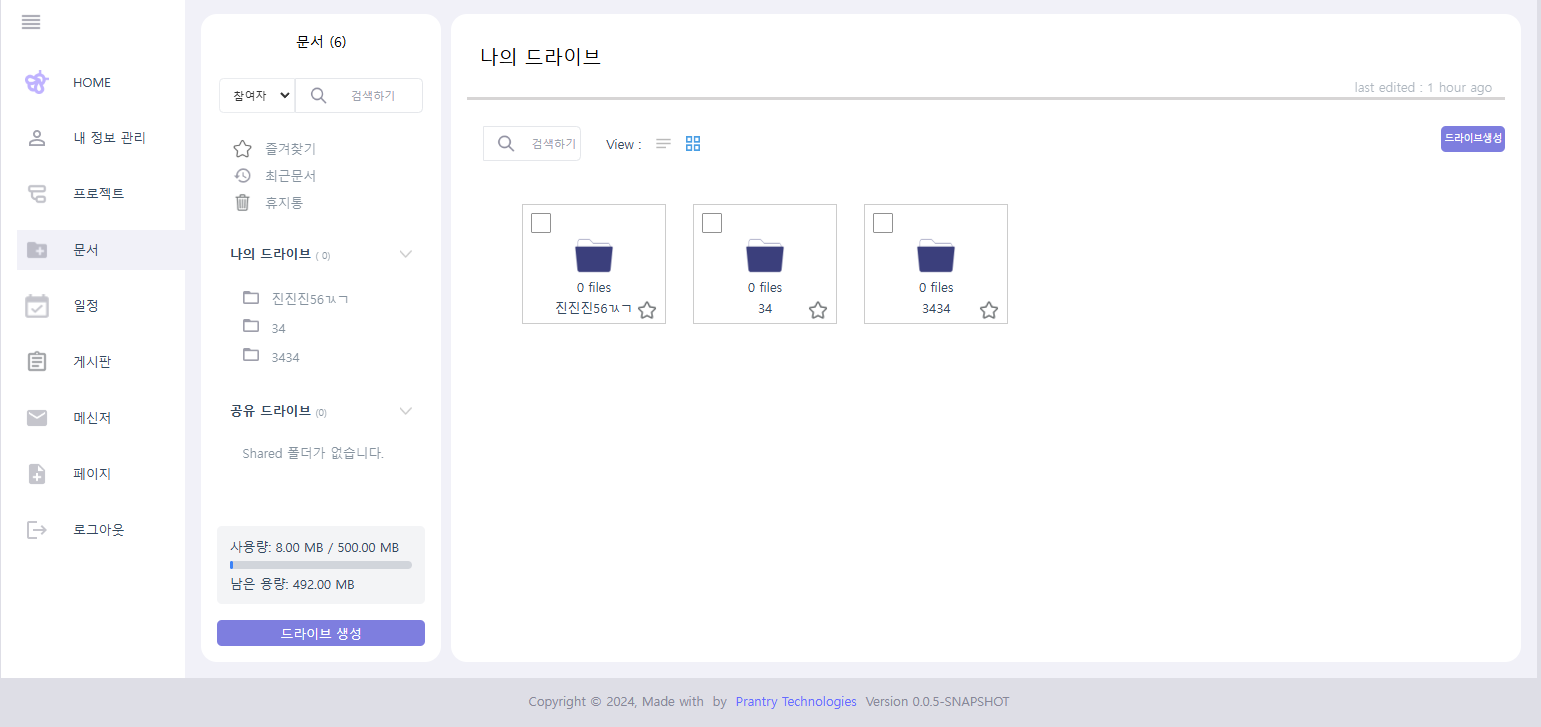 HOME
내 정보 관리
프로젝트
문서
일정
게시판
메신저
페이지
로그아웃
문서 (6)
참여자
검색하기
즐겨찾기
최근문서
휴지통
나의 드라이브 ( 0)
진진진56ㄳㄱ
34
3434
공유 드라이브 (0)
Shared 폴더가 없습니다.
사용량: 8.00 MB / 500.00 MB
남은 용량: 492.00 MB
드라이브 생성
나의 드라이브
last edited : 1 hour ago
검색하기
View :
드라이브생성
0 files
진진진56ㄳㄱ
0 files
34
0 files
3434
Copyright © 2024, Made with by Prantry Technologies Version 0.0.5-SNAPSHOT